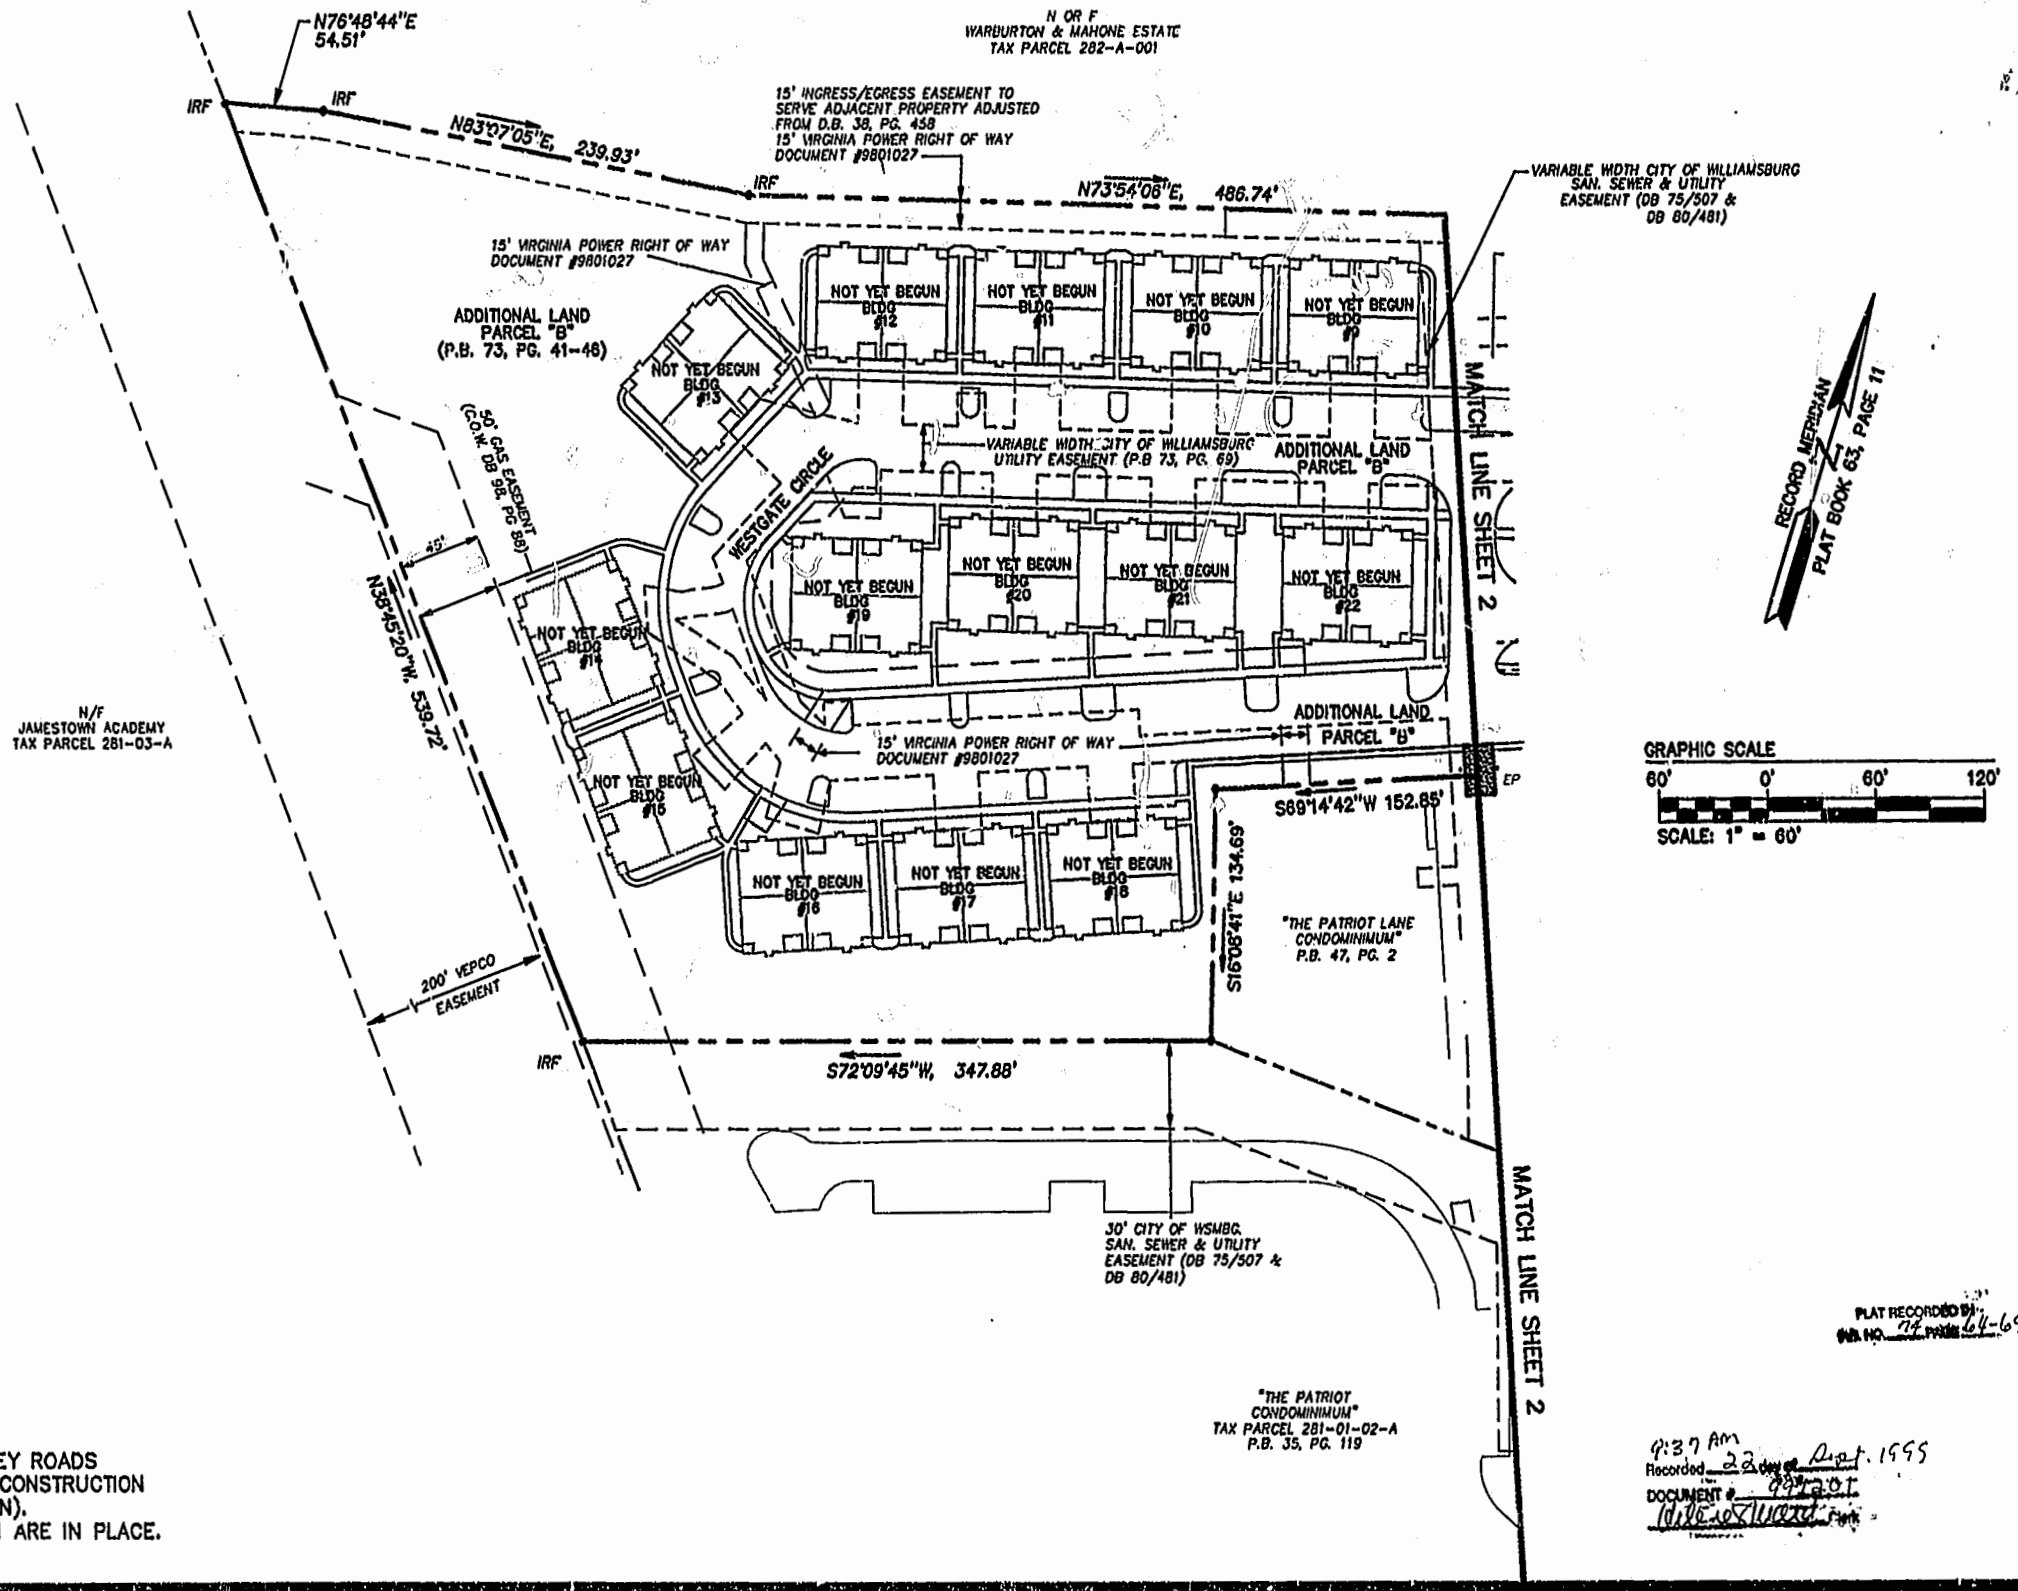 N76°48'44"E
54.51'
N OR F
WARBURTON & MAHONE ESTATE
TAX PARCEL 282-A-001
IRF
IRF
N83°07'05"E, 239.93'
15' INGRESS/EGRESS EASEMENT TO
SERVE ADJACENT PROPERTY ADJUSTED
FROM D.B. 38, PG. 458
15' VIRGINIA POWER RIGHT OF WAY
DOCUMENT #9801027
IRF
N73°54'06"E, 486.74'
VARIABLE WIDTH CITY OF WILLIAMSBURG
SAN. SEWER & UTILITY
EASEMENT (DB 75/507 &
DB 80/481)
15' VIRGINIA POWER RIGHT OF WAY
DOCUMENT #9801027
ADDITIONAL LAND
PARCEL "B"
(P.B. 73, PG. 41-46)
NOT YET BEGUN
BLDG
#12
NOT YET BEGUN
BLDG
#11
NOT YET BEGUN
BLDG
#10
NOT YET BEGUN
BLDG
#9
NOT YET BEGUN
BLDG
#13
MATCH LINE SHEET 2
RECORD MERIDIAN
PLAT BOOK 63, PAGE 11
50' GAS EASEMENT
(C.O.W. DB 98, PG 88)
VARIABLE WIDTH CITY OF WILLIAMSBURG
UTILITY EASEMENT (P.B 73, PG. 69)
ADDITIONAL LAND
PARCEL "B"
WESTGATE CIRCLE
45'
N38°45'20"W, 539.72'
NOT YET BEGUN
BLDG
#19
NOT YET BEGUN
BLDG
#20
NOT YET BEGUN
BLDG
#21
NOT YET BEGUN
BLDG
#22
NOT YET BEGUN
BLDG
#14
N/F
JAMESTOWN ACADEMY
TAX PARCEL 281-03-A
15' VIRGINIA POWER RIGHT OF WAY
DOCUMENT #9801027
ADDITIONAL LAND
PARCEL "B"
EP
S69°14'42"W 152.85'
GRAPHIC SCALE
60' 0' 60' 120'
SCALE: 1" = 60'
NOT YET BEGUN
BLDG
#15
NOT YET BEGUN
BLDG
#16
NOT YET BEGUN
BLDG
#17
NOT YET BEGUN
BLDG
#18
S16°08'41"E 134.69'
"THE PATRIOT LANE
CONDOMINIMUM"
P.B. 47, PG. 2
200' VEPCO
EASEMENT
IRF
S72°09'45"W, 347.88'
30' CITY OF WSMBG.
SAN. SEWER & UTILITY
EASEMENT (DB 75/507 &
DB 80/481)
MATCH LINE SHEET 2
"THE PATRIOT
CONDOMINIMUM"
TAX PARCEL 281-01-02-A
P.B. 35, PG. 119
PLAT RECORDED IN
NO. 74 PAGE 64-6
EY ROADS
CONSTRUCTION
N).
ARE IN PLACE.
9:37 AM
Recorded 22 day of Sept. 1999
DOCUMENT #